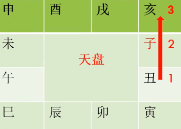 申 酉 戌 亥 3
未 天盘 子 2
午 丑 1
巳 辰 卯 寅